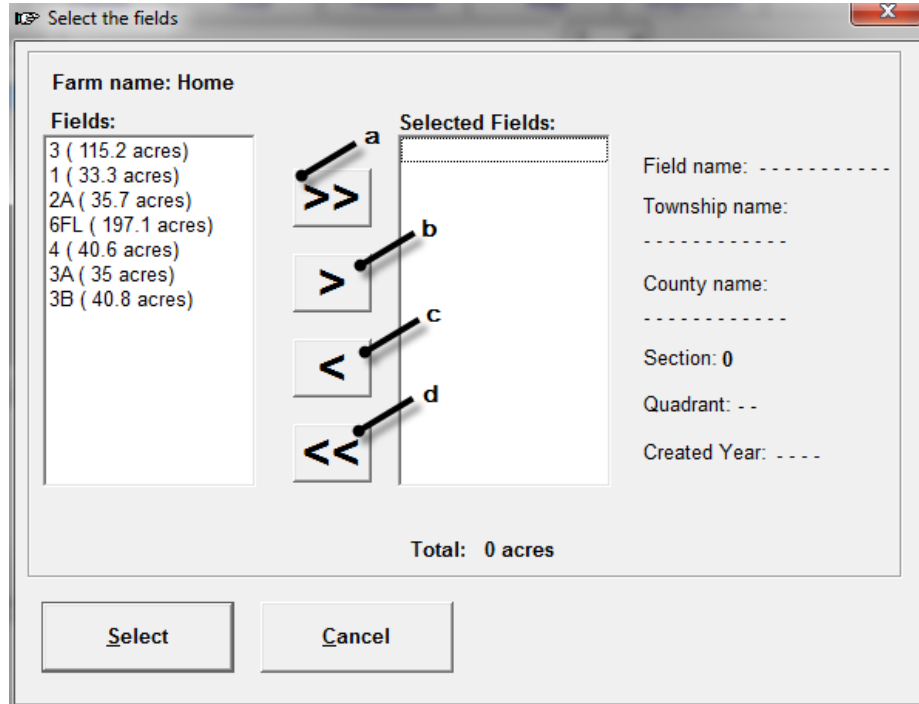 Select the fields
X
Farm name: Home
Fields:
3 ( 115.2 acres)
1 ( 33.3 acres)
2A ( 35.7 acres)
6FL ( 197.1 acres)
4 ( 40.6 acres)
3A ( 35 acres)
3B ( 40.8 acres)
a
>>
b
>
c
<
d
<<
Selected Fields:
Field name: - - - - - - - - - - -
Township name:
- - - - - - - - - - - -
County name:
- - - - - - - - - - - -
Section: 0
Quadrant: - -
Created Year: - - - -
Total: 0 acres
Select
Cancel